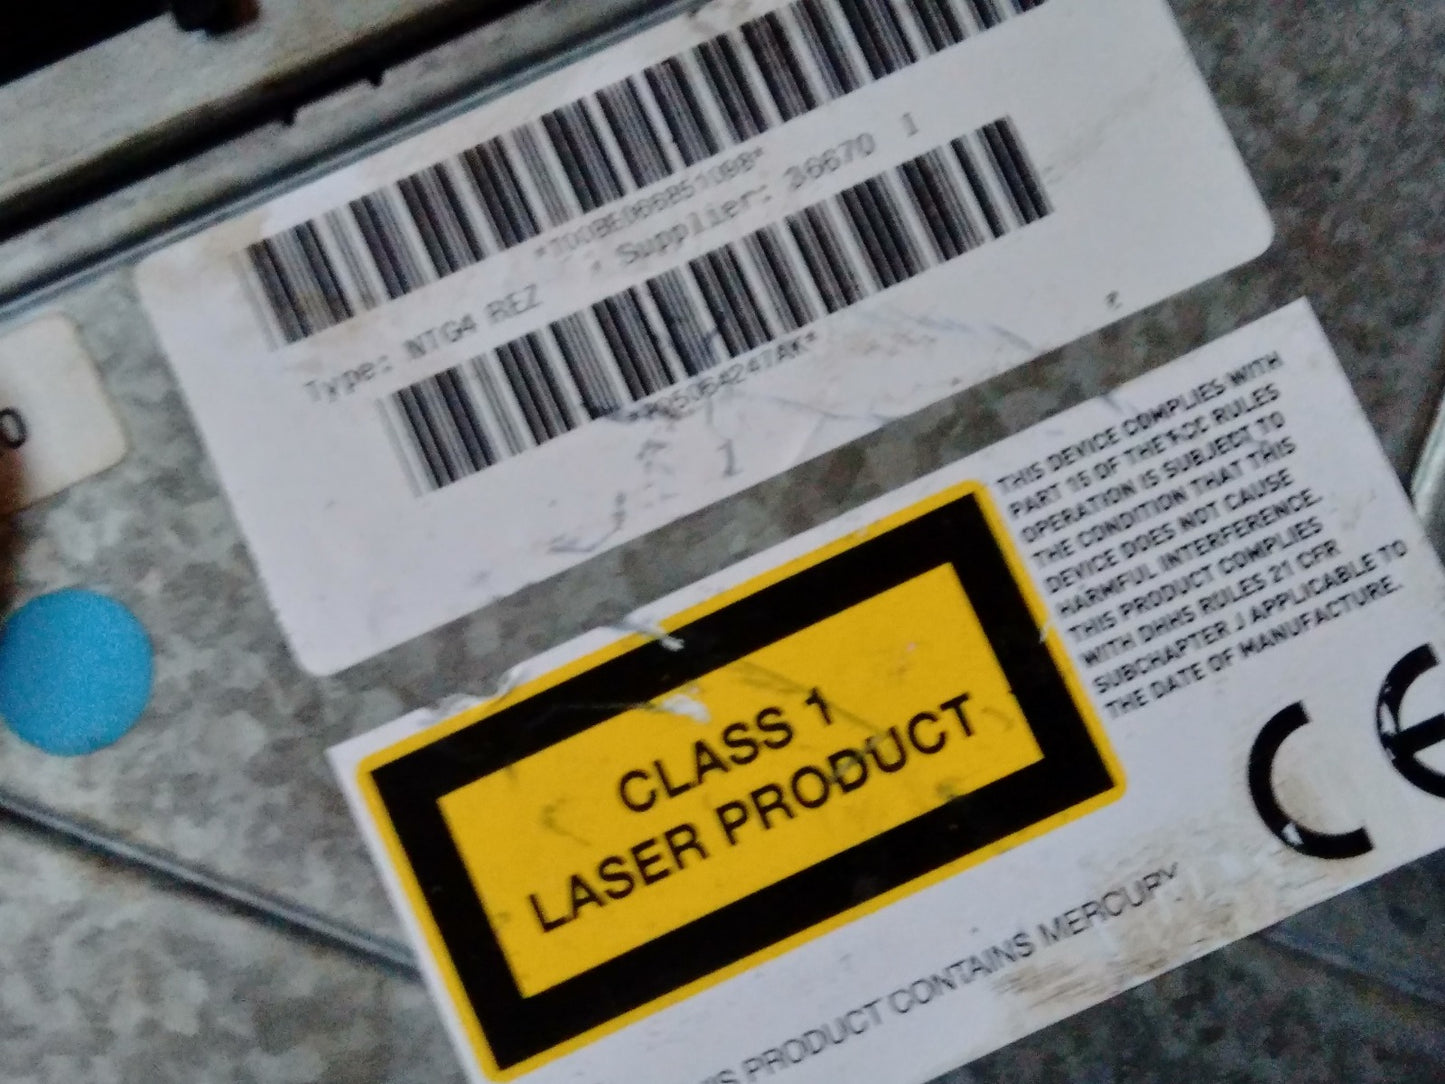 Supplier: 36670 1
Type: NTG4 REZ
1
THIS DEVICE COMPLIES WITH
PART 15 OF THE FCC RULES
OPERATION IS SUBJECT TO
THE CONDITION THAT THIS
DEVICE DOES NOT CAUSE
HARMFUL INTERFERENCE.
THIS PRODUCT COMPLIES
WITH DHHS RULES 21 CFR
SUBCHAPTER J APPLICABLE TO
THE DATE OF MANUFACTURE.
CLASS 1
LASER PRODUCT
CE
PRODUCT CONTAINS MERCURY